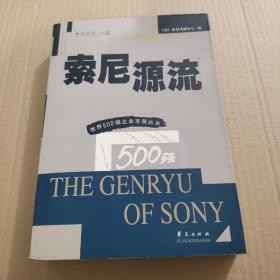 索尼源流
世界500强企业发展丛书
500强
THE GENRYU
OF SONY
华夏出版社